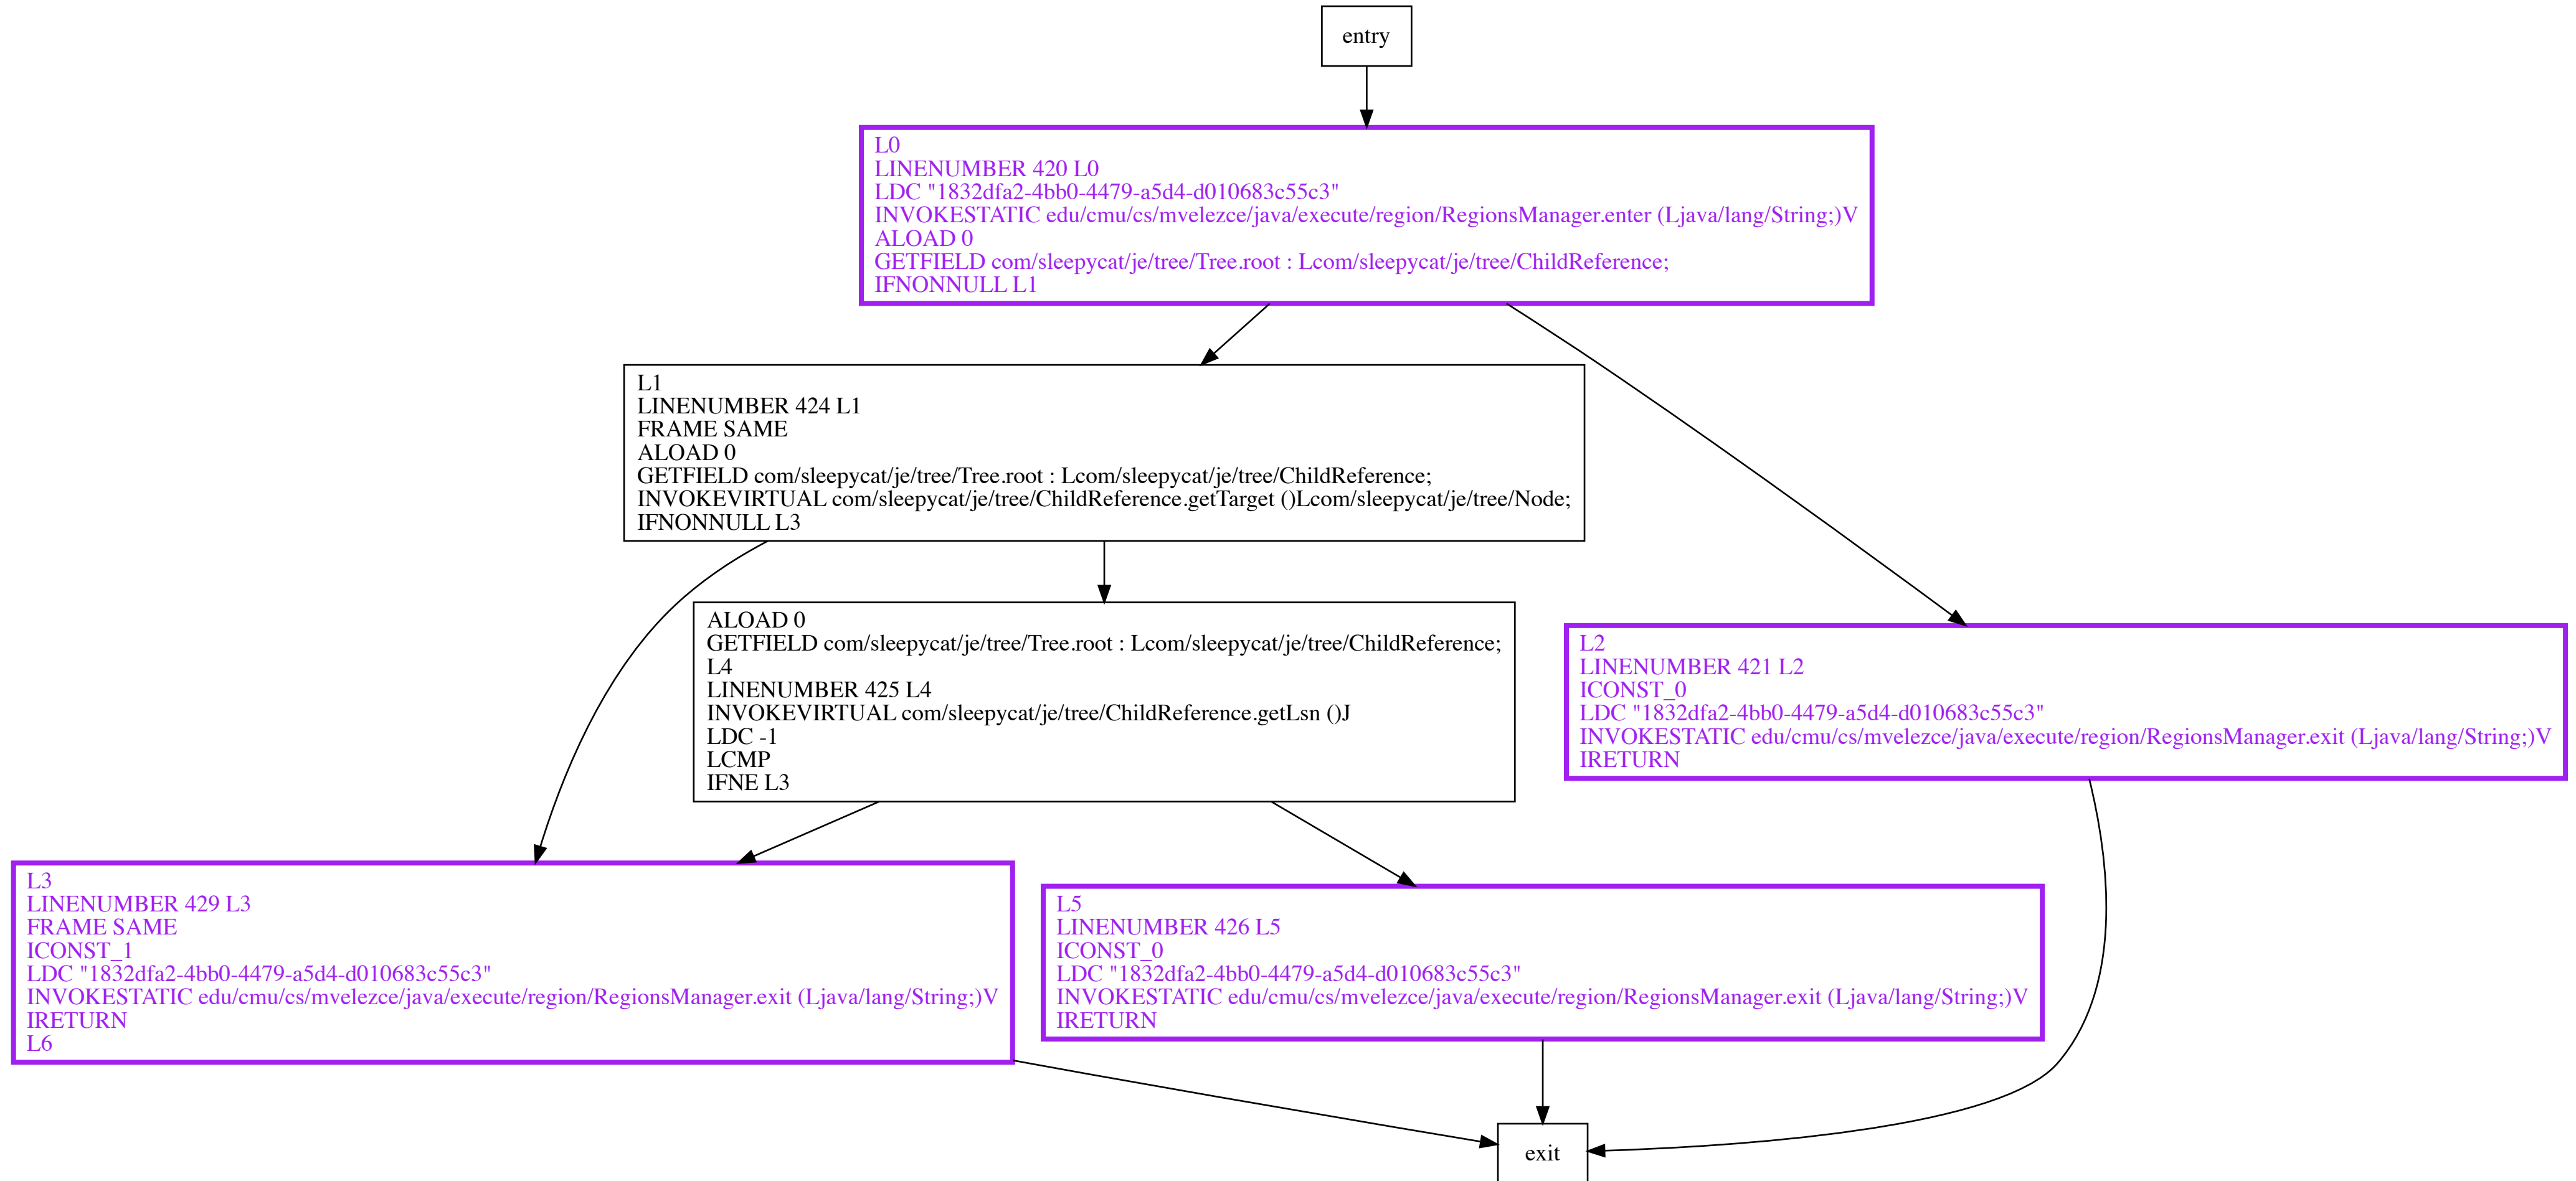 entry
L0
LINENUMBER 420 L0
LDC "1832dfa2-4bb0-4479-a5d4-d010683c55c3"
INVOKESTATIC edu/cmu/cs/mvelezce/java/execute/region/RegionsManager.enter (Ljava/lang/String;)V
ALOAD 0
GETFIELD com/sleepycat/je/tree/Tree.root : Lcom/sleepycat/je/tree/ChildReference;
IFNONNULL L1
L1
LINENUMBER 424 L1
FRAME SAME
ALOAD 0
GETFIELD com/sleepycat/je/tree/Tree.root : Lcom/sleepycat/je/tree/ChildReference;
INVOKEVIRTUAL com/sleepycat/je/tree/ChildReference.getTarget ()Lcom/sleepycat/je/tree/Node;
IFNONNULL L3
ALOAD 0
GETFIELD com/sleepycat/je/tree/Tree.root : Lcom/sleepycat/je/tree/ChildReference;
L4
LINENUMBER 425 L4
INVOKEVIRTUAL com/sleepycat/je/tree/ChildReference.getLsn ()J
LDC -1
LCMP
IFNE L3
L2
LINENUMBER 421 L2
ICONST_0
LDC "1832dfa2-4bb0-4479-a5d4-d010683c55c3"
INVOKESTATIC edu/cmu/cs/mvelezce/java/execute/region/RegionsManager.exit (Ljava/lang/String;)V
IRETURN
L3
LINENUMBER 429 L3
FRAME SAME
ICONST_1
LDC "1832dfa2-4bb0-4479-a5d4-d010683c55c3"
INVOKESTATIC edu/cmu/cs/mvelezce/java/execute/region/RegionsManager.exit (Ljava/lang/String;)V
IRETURN
L6
L5
LINENUMBER 426 L5
ICONST_0
LDC "1832dfa2-4bb0-4479-a5d4-d010683c55c3"
INVOKESTATIC edu/cmu/cs/mvelezce/java/execute/region/RegionsManager.exit (Ljava/lang/String;)V
IRETURN
exit